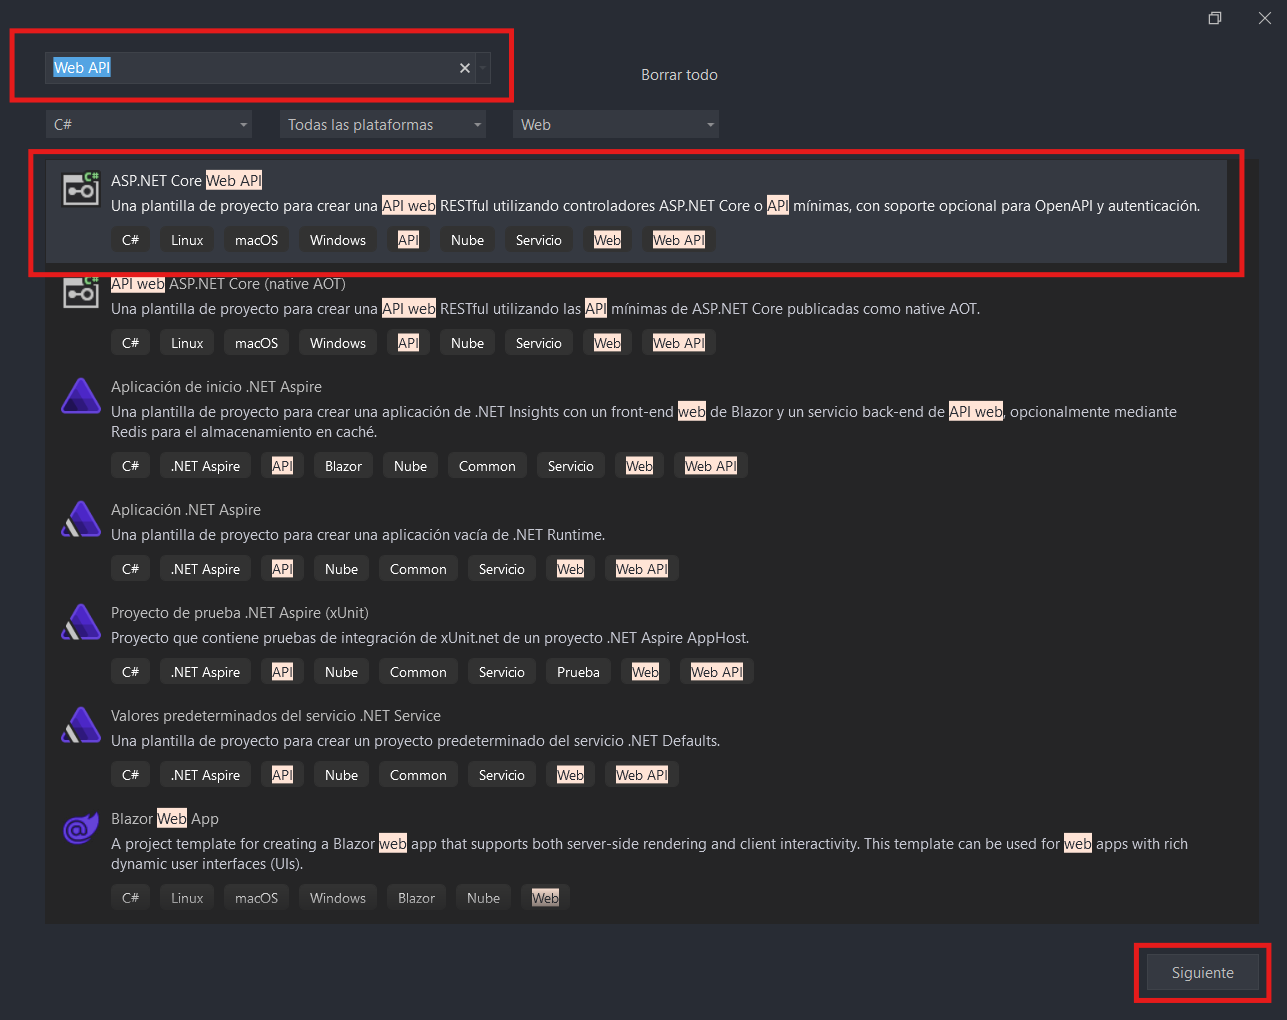 Web API
Borrar todo
C#
Todas las plataformas
Web
ASP.NET Core Web API
Una plantilla de proyecto para crear una API web RESTful utilizando controladores ASP.NET Core o API mínimas, con soporte opcional para OpenAPI y autenticación.
C# Linux macOS Windows API Nube Servicio Web Web API
API web ASP.NET Core (native AOT)
Una plantilla de proyecto para crear una API web RESTful utilizando las API mínimas de ASP.NET Core publicadas como native AOT.
C# Linux macOS Windows API Nube Servicio Web Web API
Aplicación de inicio .NET Aspire
Una plantilla de proyecto para crear una aplicación de .NET Insights con un front-end web de Blazor y un servicio back-end de API web, opcionalmente mediante
Redis para el almacenamiento en caché.
C# .NET Aspire API Blazor Nube Common Servicio Web Web API
Aplicación .NET Aspire
Una plantilla de proyecto para crear una aplicación vacía de .NET Runtime.
C# .NET Aspire API Nube Common Servicio Web Web API
Proyecto de prueba .NET Aspire (xUnit)
Proyecto que contiene pruebas de integración de xUnit.net de un proyecto .NET Aspire AppHost.
C# .NET Aspire API Nube Common Servicio Prueba Web Web API
Valores predeterminados del servicio .NET Service
Una plantilla de proyecto para crear un proyecto predeterminado del servicio .NET Defaults.
C# .NET Aspire API Nube Common Servicio Web Web API
Blazor Web App
A project template for creating a Blazor web app that supports both server-side rendering and client interactivity. This template can be used for web apps with rich
dynamic user interfaces (UIs).
C# Linux macOS Windows Blazor Nube Web
Siguiente